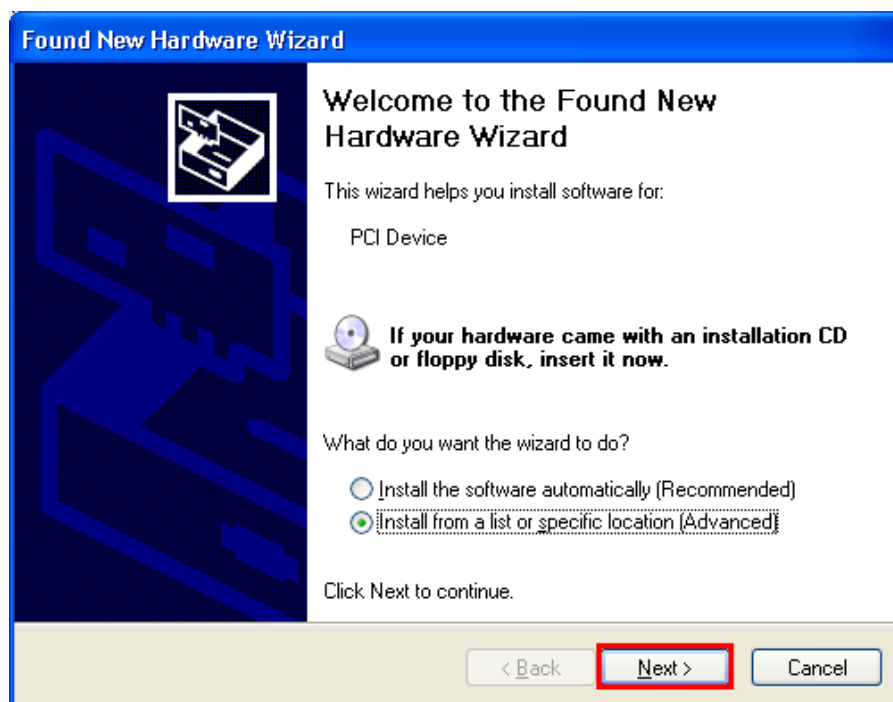 Found New Hardware Wizard
Welcome to the Found New
Hardware Wizard
This wizard helps you install software for:
PCI Device
If your hardware came with an installation CD
or floppy disk, insert it now.
What do you want the wizard to do?
Install the software automatically (Recommended)
Install from a list or specific location (Advanced)
Click Next to continue.
< Back Next > Cancel